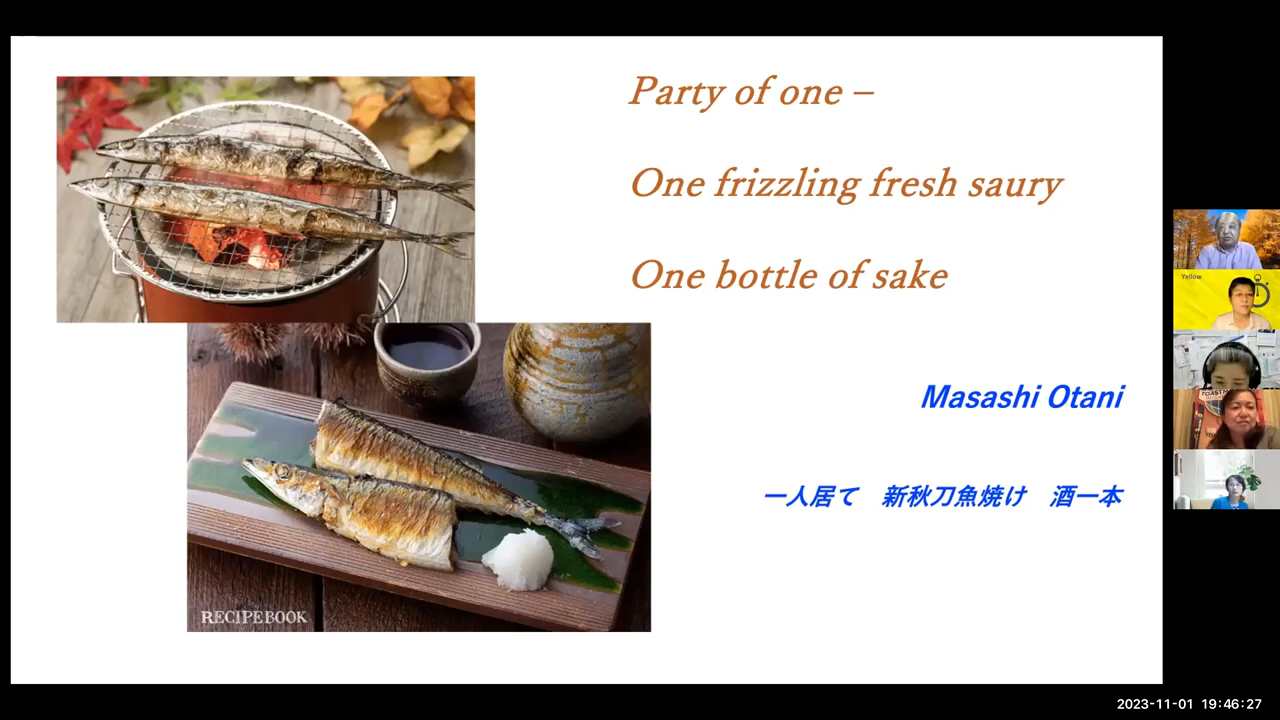 Party of one –
One frizzling fresh saury
One bottle of sake
Masashi Otani
一人居て　新秋刀魚焼け　酒一本
RECIPEBOOK
Yellow
2023-11-01 19:46:27